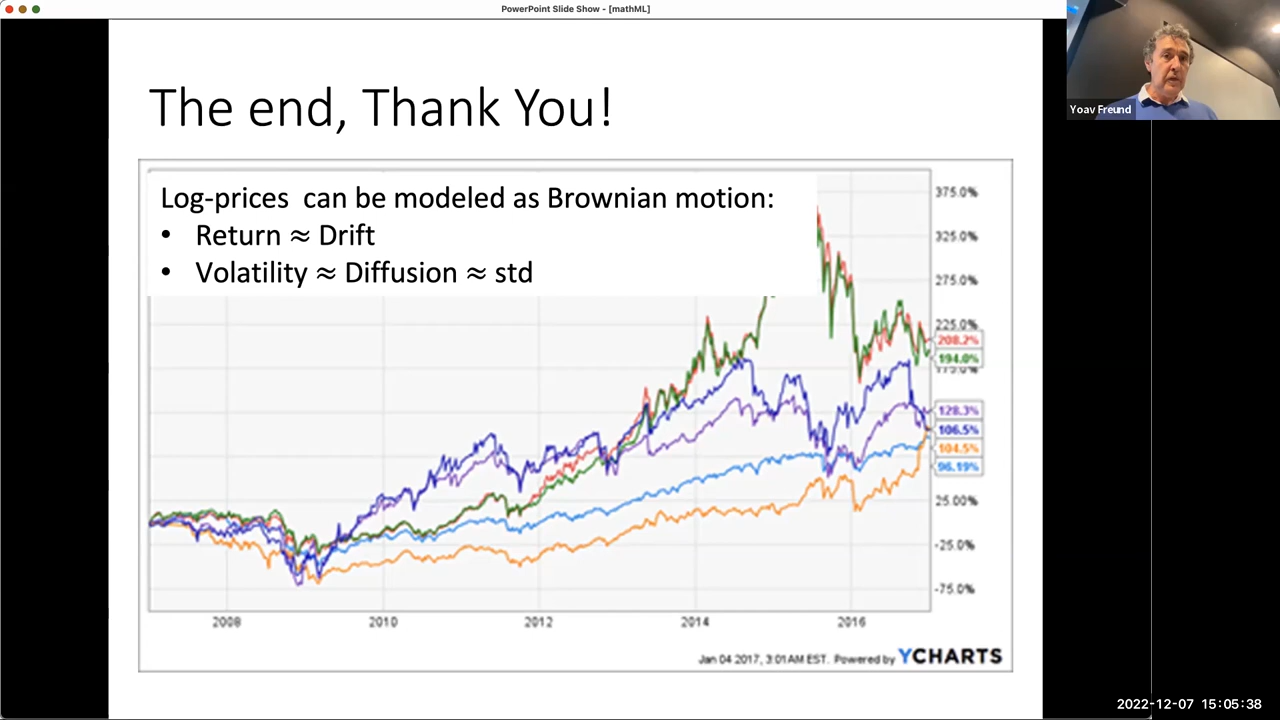 PowerPoint Slide Show - [mathML]
Yoav Freund
The end, Thank You!
Log-prices can be modeled as Brownian motion:
• Return ≈ Drift
• Volatility ≈ Diffusion ≈ std
375.0%
325.0%
275.0%
225.0%
208.2%
194.0%
175.0%
128.3%
106.5%
104.5%
96.19%
25.00%
-25.0%
-75.0%
2008 2010 2012 2014 2016
Jan 04 2017, 3:01AM EST. Powered by YCHARTS
2022-12-07 15:05:38